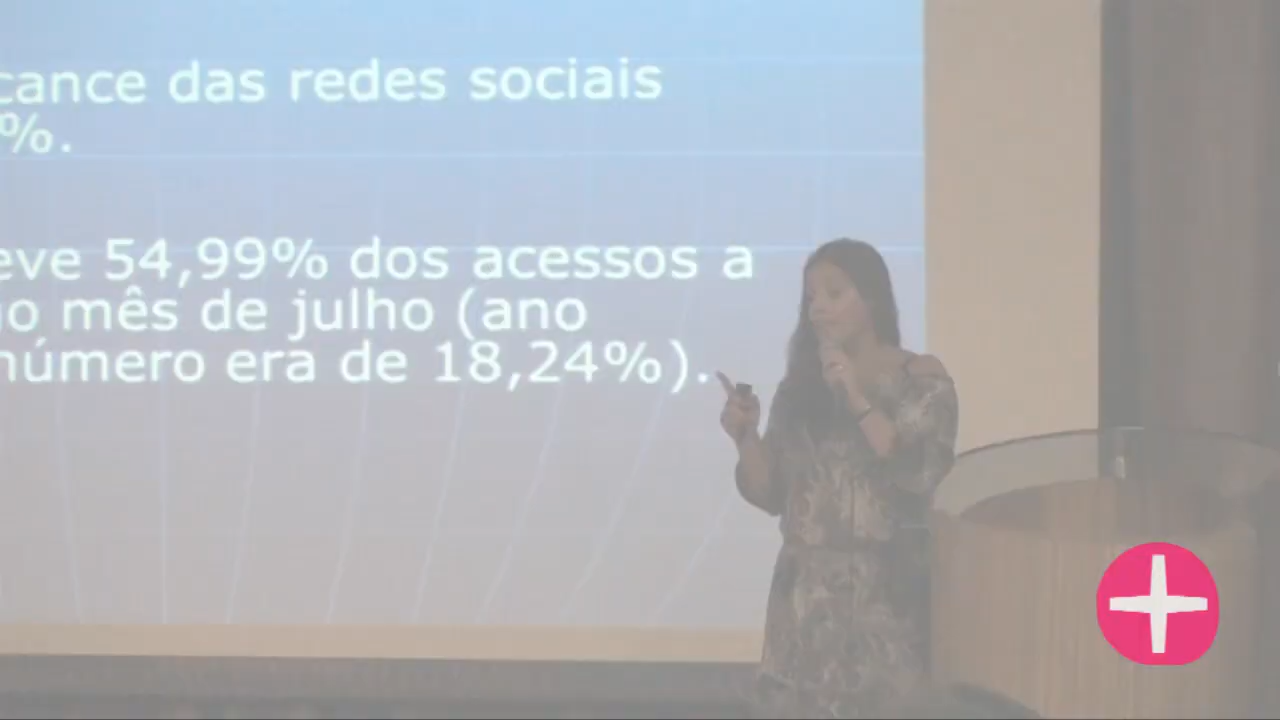 cance das redes sociais
%.
eve 54,99% dos acessos a
o mês de julho (ano
número era de 18,24%).